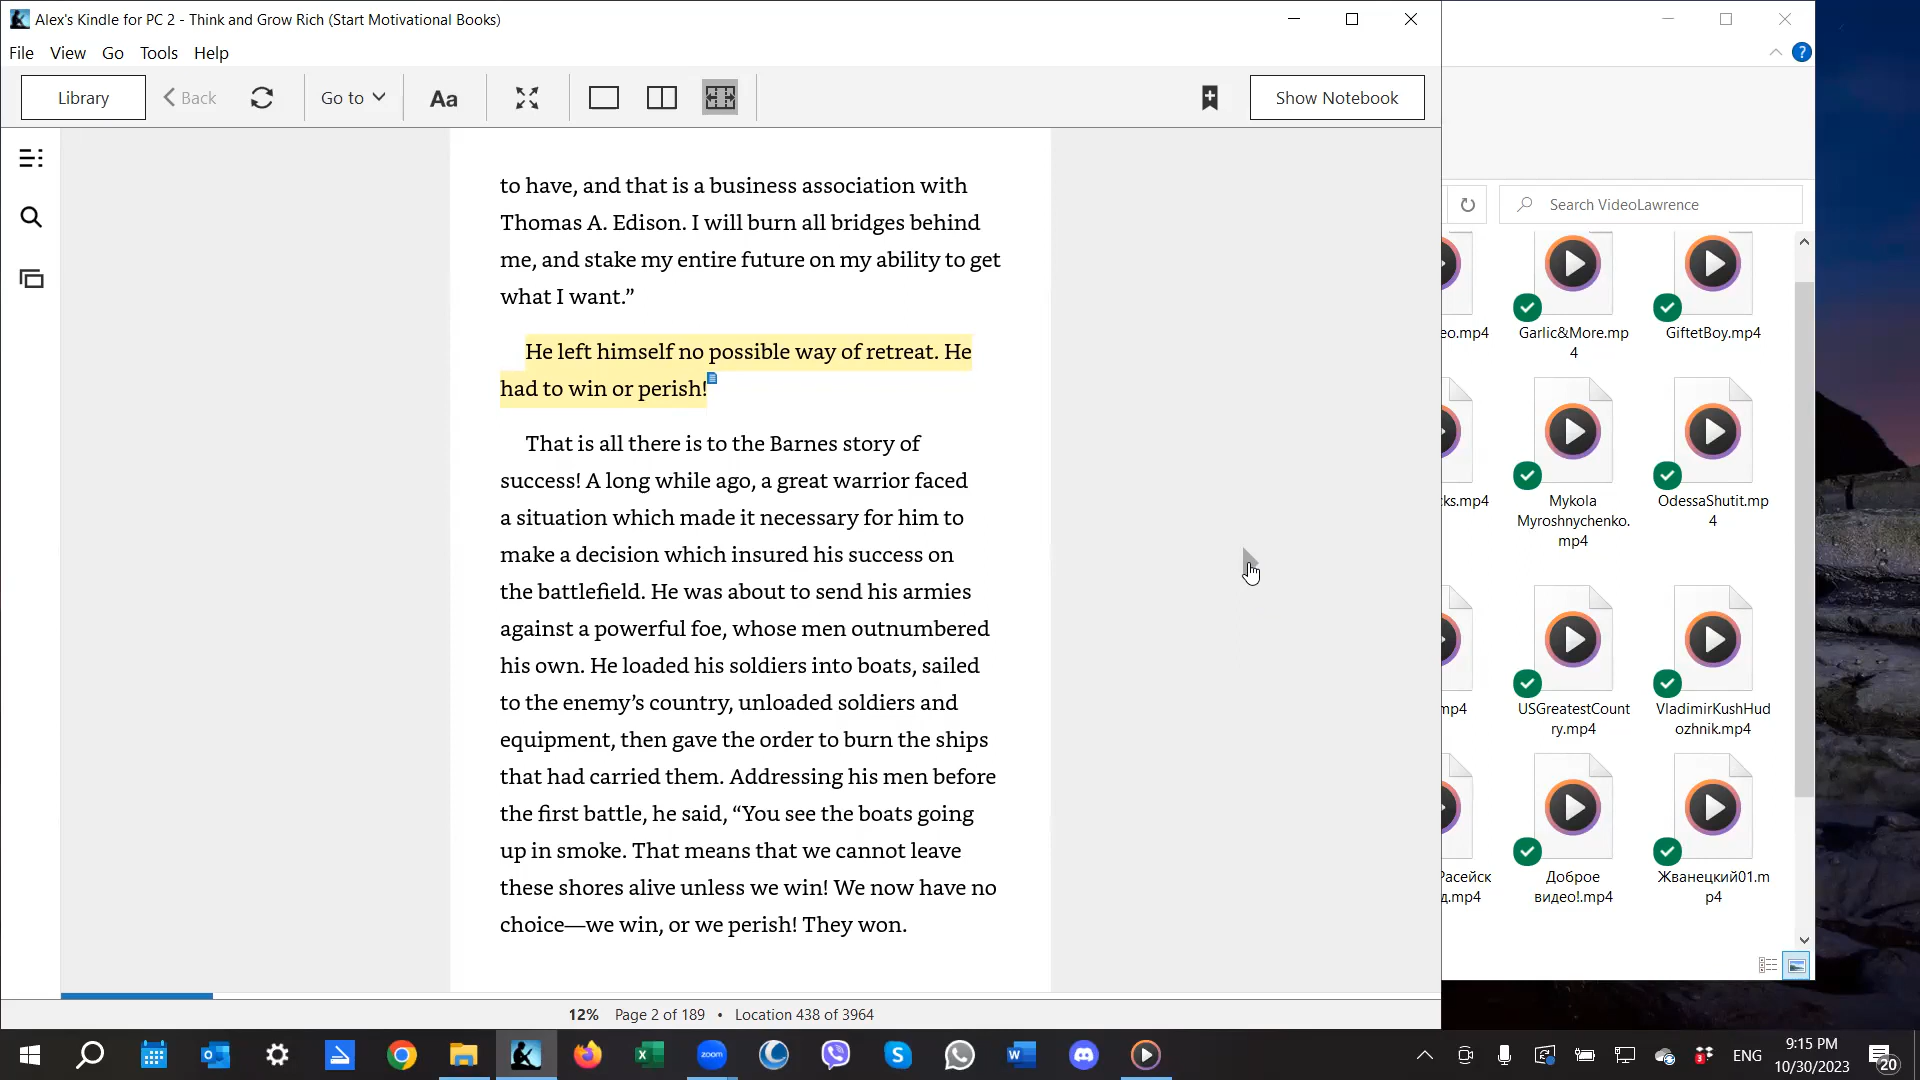 Alex's Kindle for PC 2 - Think and Grow Rich (Start Motivational Books)
File View Go Tools Help
Library Back Go to Aa Show Notebook
to have, and that is a business association with
Thomas A. Edison. I will burn all bridges behind
me, and stake my entire future on my ability to get
what I want.”
He left himself no possible way of retreat. He
had to win or perish!
That is all there is to the Barnes story of
success! A long while ago, a great warrior faced
a situation which made it necessary for him to
make a decision which insured his success on
the battlefield. He was about to send his armies
against a powerful foe, whose men outnumbered
his own. He loaded his soldiers into boats, sailed
to the enemy’s country, unloaded soldiers and
equipment, then gave the order to burn the ships
that had carried them. Addressing his men before
the first battle, he said, “You see the boats going
up in smoke. That means that we cannot leave
these shores alive unless we win! We now have no
choice—we win, or we perish! They won.
12% Page 2 of 189 • Location 438 of 3964
Search VideoLawrence
eo.mp4 Garlic&More.mp GiftetBoy.mp4
4
ks.mp4 Mykola OdessaShutit.mp
Myroshnychenko. 4
mp4
mp4 USGreatestCount VladimirKushHud
ry.mp4 ozhnik.mp4
Расейск Доброе Жванецкий01.m
д.mp4 видео!.mp4 p4
zoom
3
ENG
9:15 PM
10/30/2023
20